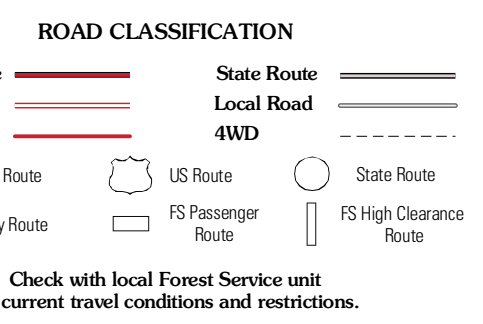 ROAD CLASSIFICATION
State Route
Local Road
4WD
Route
US Route
State Route
Route
FS Passenger
Route
FS High Clearance
Route
Check with local Forest Service unit
current travel conditions and restrictions.